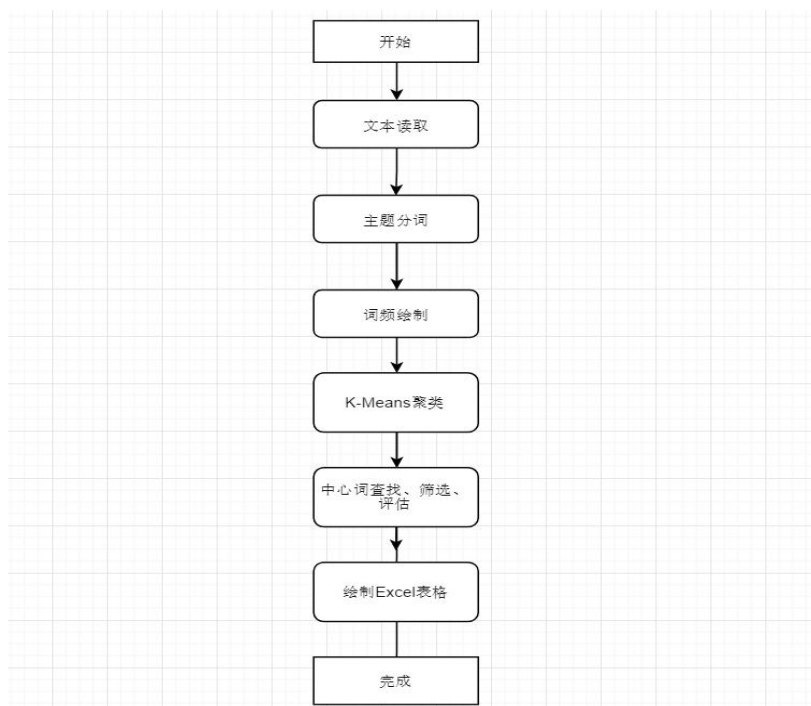 开始
文本读取
主题分词
词频绘制
K-Means聚类
中心词查找、筛选、
评估
绘制Excel表格
完成